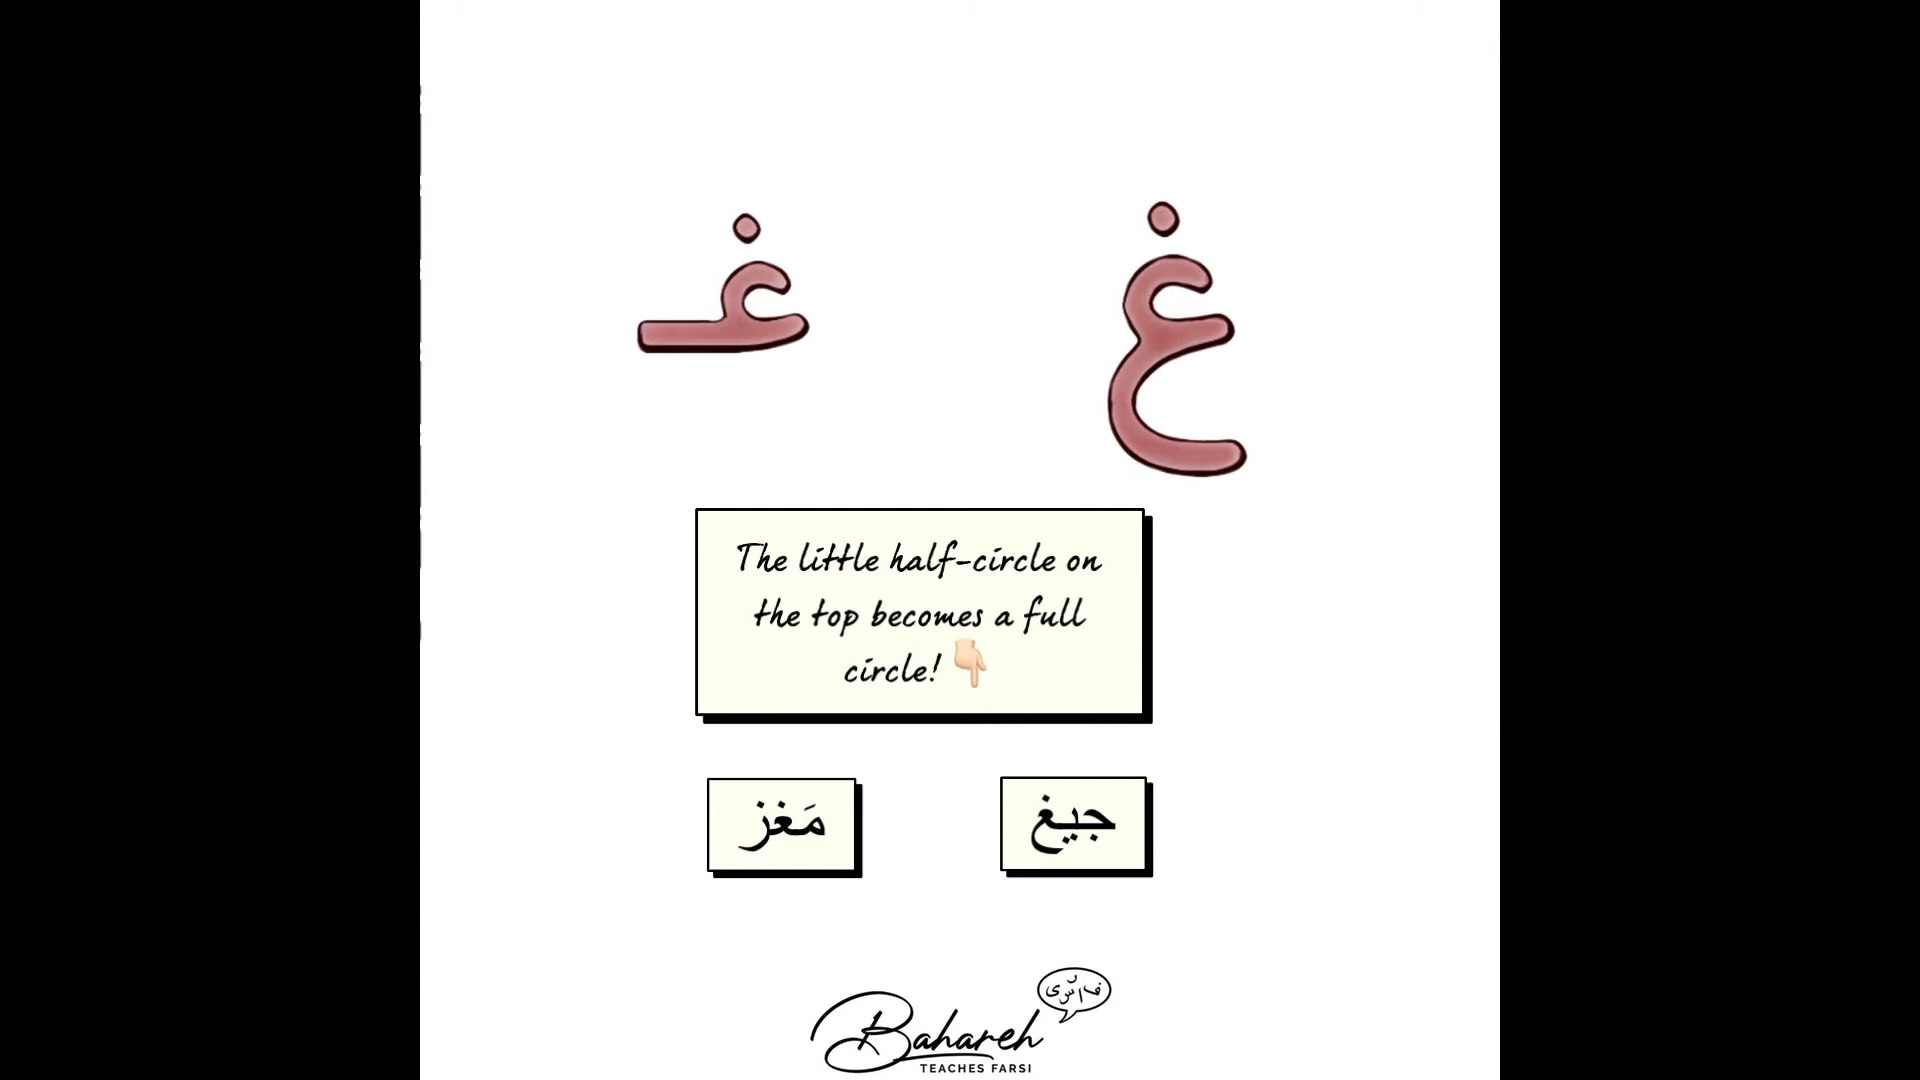 غـ
غ
The little half-circle on
the top becomes a full
circle! 👇🏻
مَغز
جیغ
فارسی
Bahareh
TEACHES FARSI